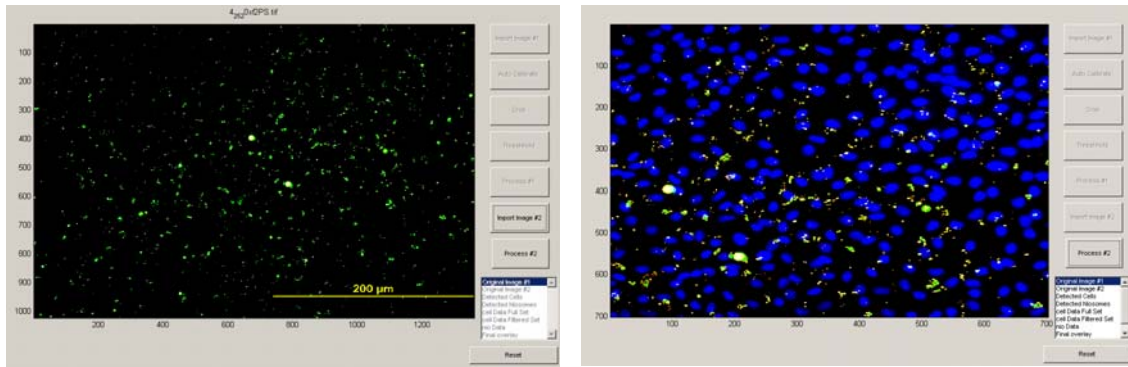 4₂₆₂Dxf2PS.tif
100
200
300
400
500
600
700
800
900
1000
200
400
600
800
1000
1200
200 µm
Import Image #1
Auto Calibrate
Crop
Threshold
Process #1
Import Image #2
Process #2
Original Image #1
Original Image #2
Detected Cells
Detected Niosomes
cell Data Full Set
cell Data Filtered Set
nio Data
Final overlay
Reset
100
200
300
400
500
600
700
100
200
300
400
500
600
700
Import Image #1
Auto Calibrate
Crop
Threshold
Process #1
Import Image #2
Process #2
Original Image #1
Original Image #2
Detected Cells
Detected Niosomes
cell Data Full Set
cell Data Filtered Set
nio Data
Final overlay
Reset